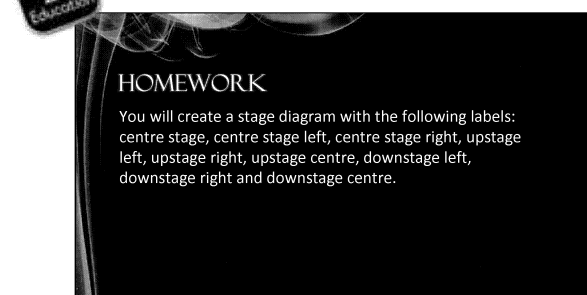 Education
HOMEWORK
You will create a stage diagram with the following labels:
centre stage, centre stage left, centre stage right, upstage
left, upstage right, upstage centre, downstage left,
downstage right and downstage centre.